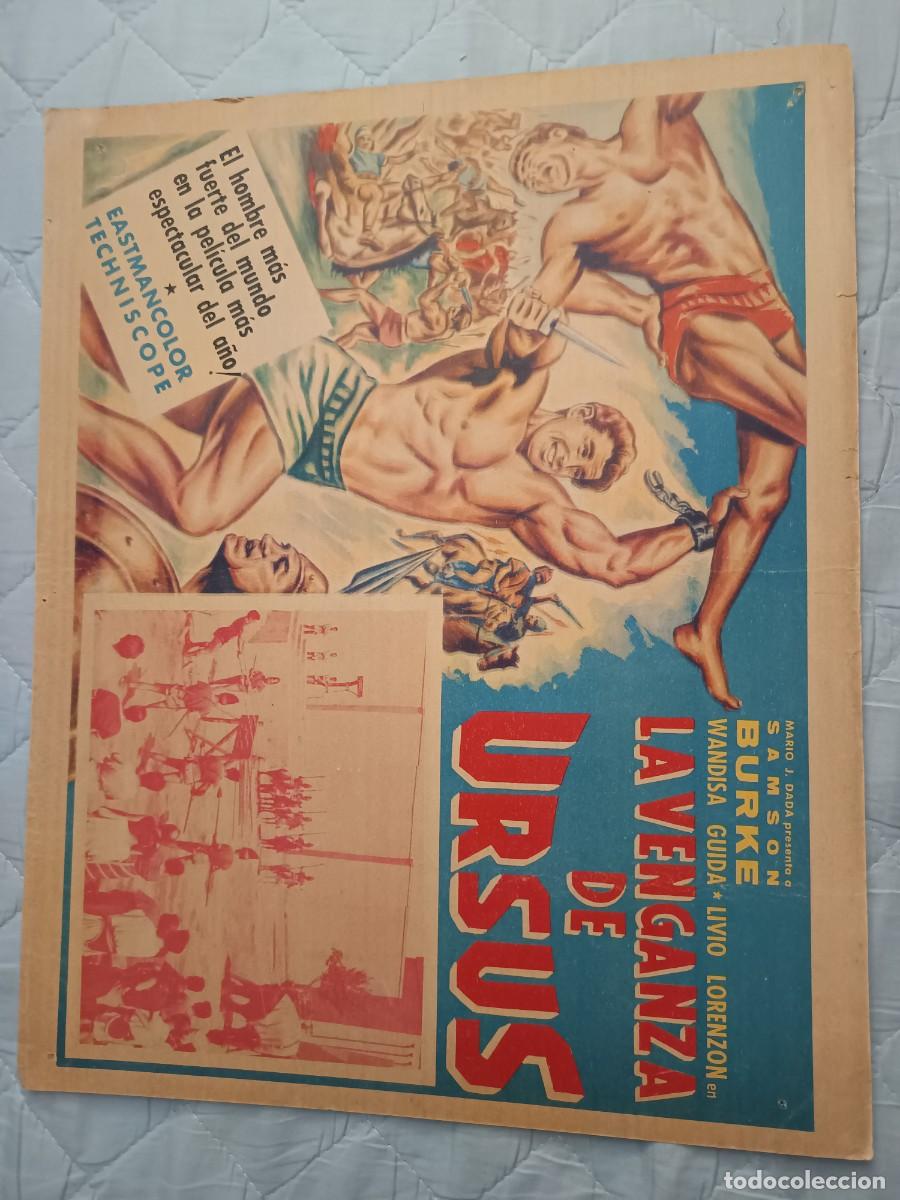 El hombre más
fuerte del mundo
en la película más
espectacular del año!
EASTMANCOLOR
★
TECHNISCOPE
MARIO J. DADA presenta a
SAMSON
BURKE
WANDISA GUIDA ★ LIVIO LORENZON en
LA VENGANZA
DE
URSUS
todocoleccion